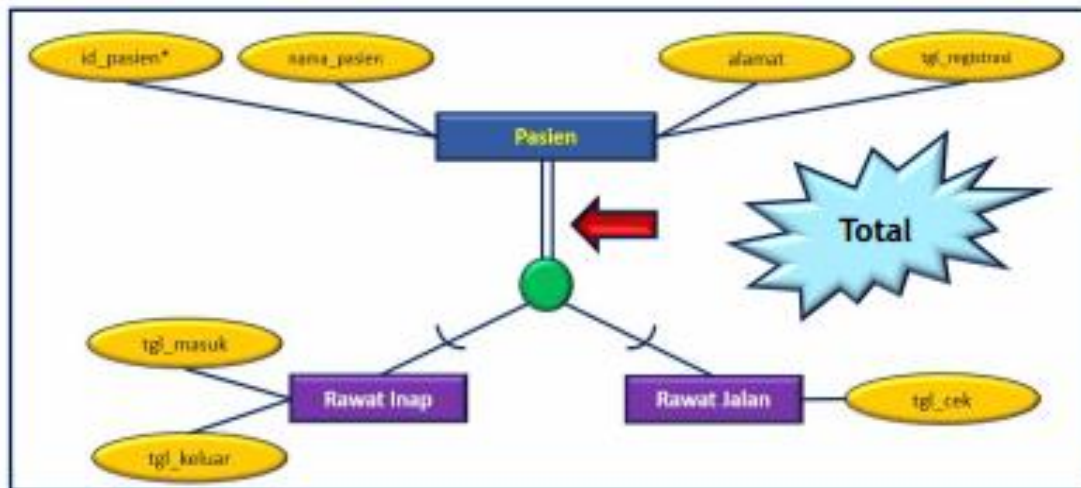 id_pasien*
nama_pasien
alamat
tgl_registrasi
Pasien
Total
tgl_masuk
Rawat Inap
Rawat Jalan
tgl_cek
tgl_keluar